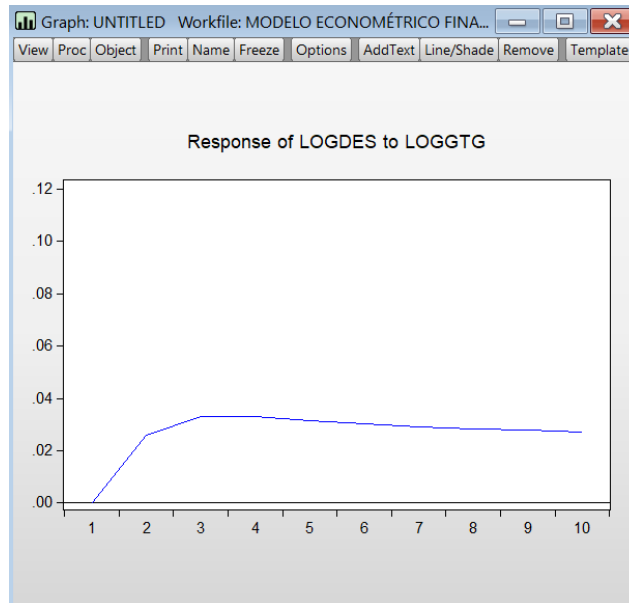 Graph: UNTITLED Workfile: MODELO ECONOMÉTRICO FINA...
View Proc Object Print Name Freeze Options AddText Line/Shade Remove Template
Response of LOGDES to LOGGTG
.12
.10
.08
.06
.04
.02
.00
1 2 3 4 5 6 7 8 9 10